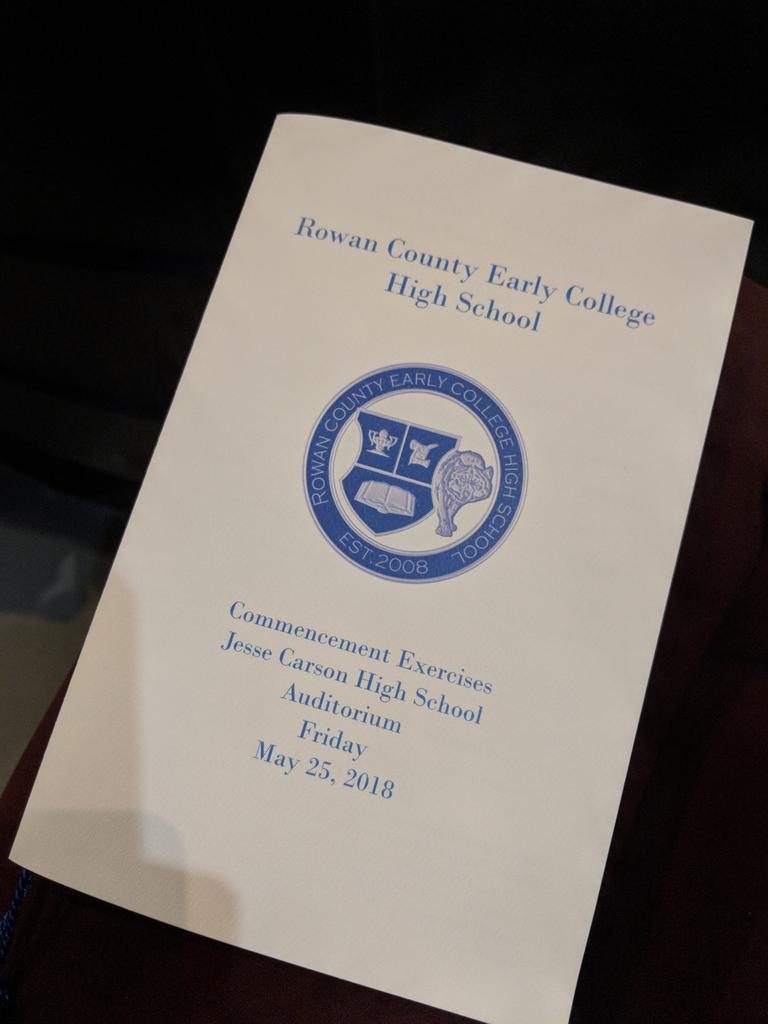 Rowan County Early College
High School
ROWAN COUNTY EARLY COLLEGE HIGH SCHOOL
EST. 2008
Commencement Exercises
Jesse Carson High School
Auditorium
Friday
May 25, 2018